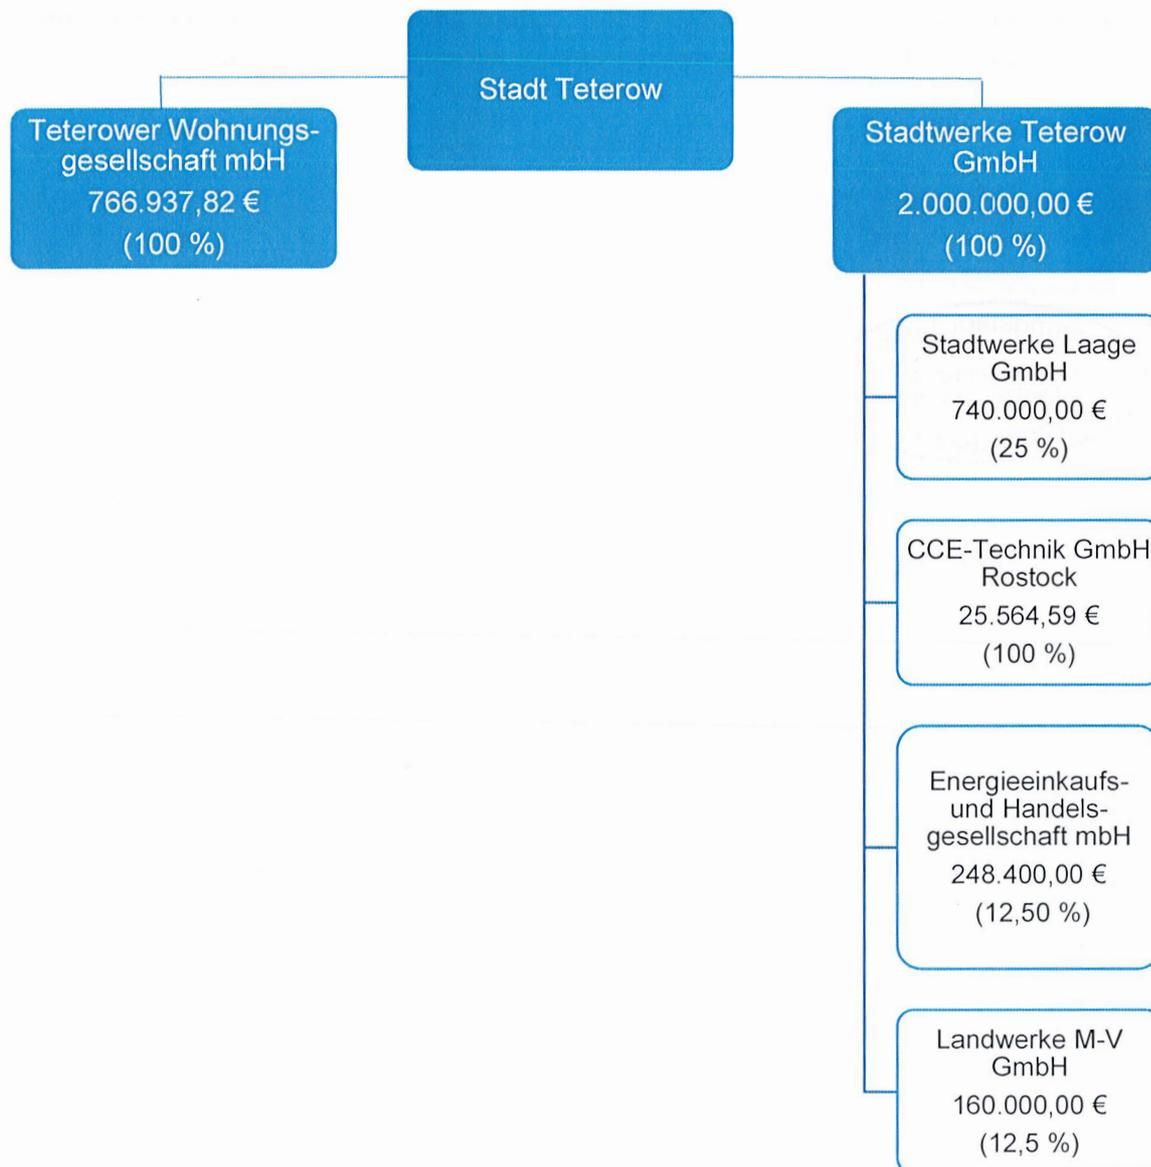 Stadt Teterow
Teterower Wohnungs-
gesellschaft mbH
766.937,82 €
(100 %)
Stadtwerke Teterow
GmbH
2.000.000,00 €
(100 %)
Stadtwerke Laage
GmbH
740.000,00 €
(25 %)
CCE-Technik GmbH
Rostock
25.564,59 €
(100 %)
Energieeinkaufs-
und Handels-
gesellschaft mbH
248.400,00 €
(12,50 %)
Landwerke M-V
GmbH
160.000,00 €
(12,5 %)